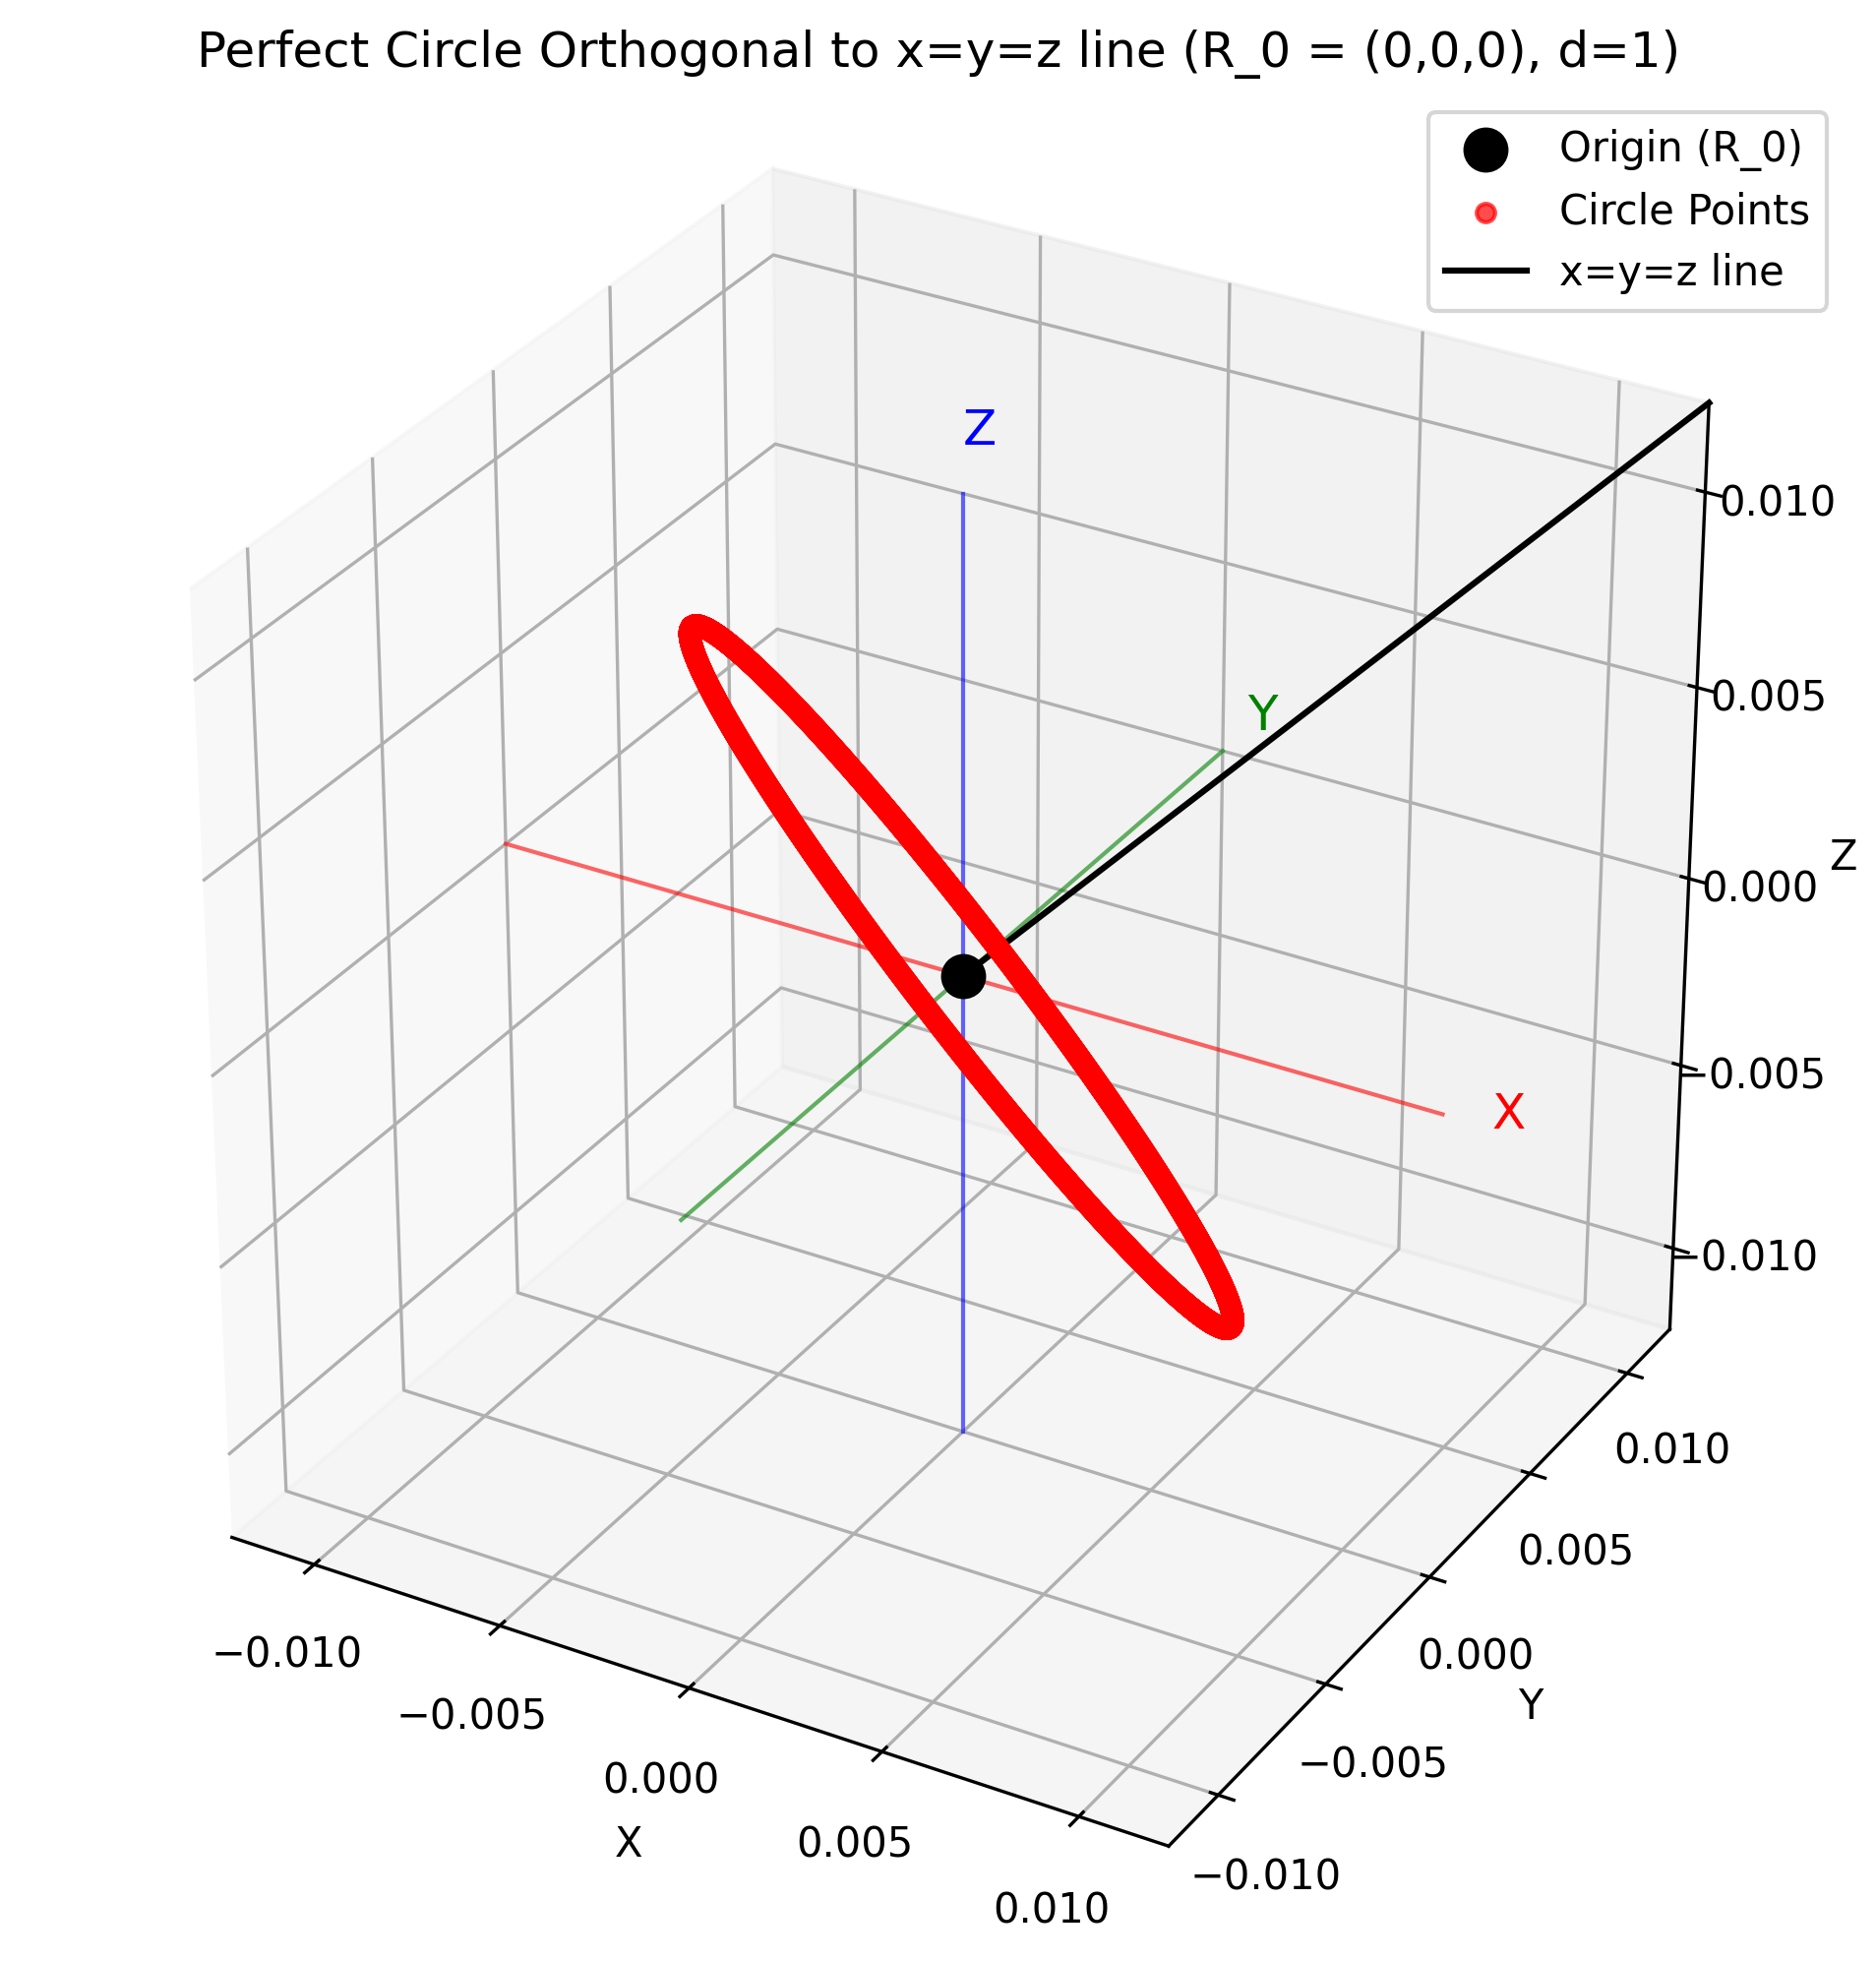 Perfect Circle Orthogonal to x=y=z line (R_0 = (0,0,0), d=1)
Origin (R_0)
Circle Points
x=y=z line
Z
Y
X
0.010
0.005
0.000
Z
−0.005
−0.010
0.010
0.005
0.000
Y
−0.005
−0.010
−0.010
−0.005
0.000
X
0.005
0.010